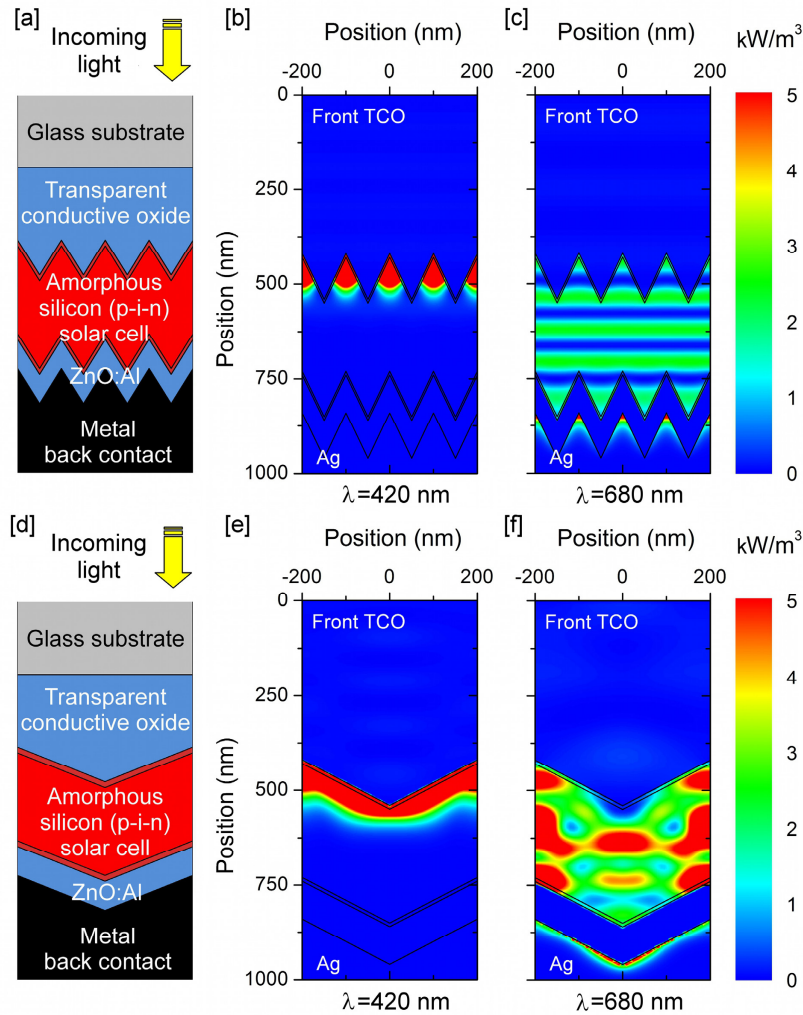 [a]
Incoming
light
Glass substrate
Transparent
conductive oxide
Amorphous
silicon (p-i-n)
solar cell
ZnO:Al
Metal
back contact
[b]
Position (nm)
-200 0 200
Position (nm)
0
250
500
750
1000
Front TCO
Ag
λ=420 nm
[c]
Position (nm)
-200 0 200
Front TCO
Ag
λ=680 nm
kW/m³
5
4
3
2
1
0
[d]
Incoming
light
Glass substrate
Transparent
conductive oxide
Amorphous
silicon (p-i-n)
solar cell
ZnO:Al
Metal
back contact
[e]
Position (nm)
-200 0 200
Position (nm)
0
250
500
750
1000
Front TCO
Ag
λ=420 nm
[f]
Position (nm)
-200 0 200
Front TCO
Ag
λ=680 nm
kW/m³
5
4
3
2
1
0